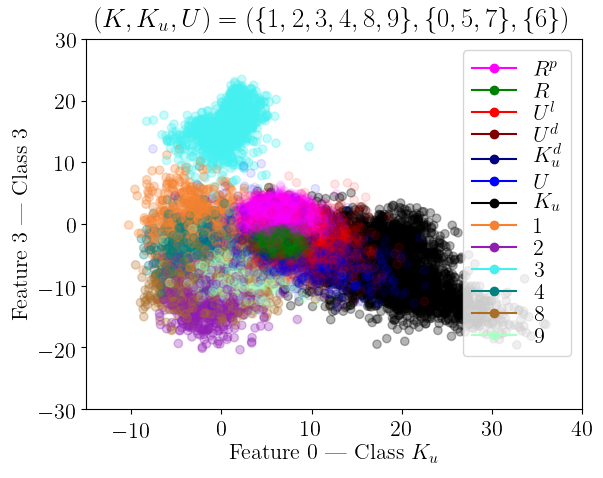 (K, K_u, U) = ({1, 2, 3, 4, 8, 9}, {0, 5, 7}, {6})
30
20
10
0
−10
−20
−30
Feature 3 — Class 3
R^p
R
U^l
U^d
K_u^d
U
K_u
1
2
3
4
8
9
−10
0
10
20
30
40
Feature 0 — Class K_u